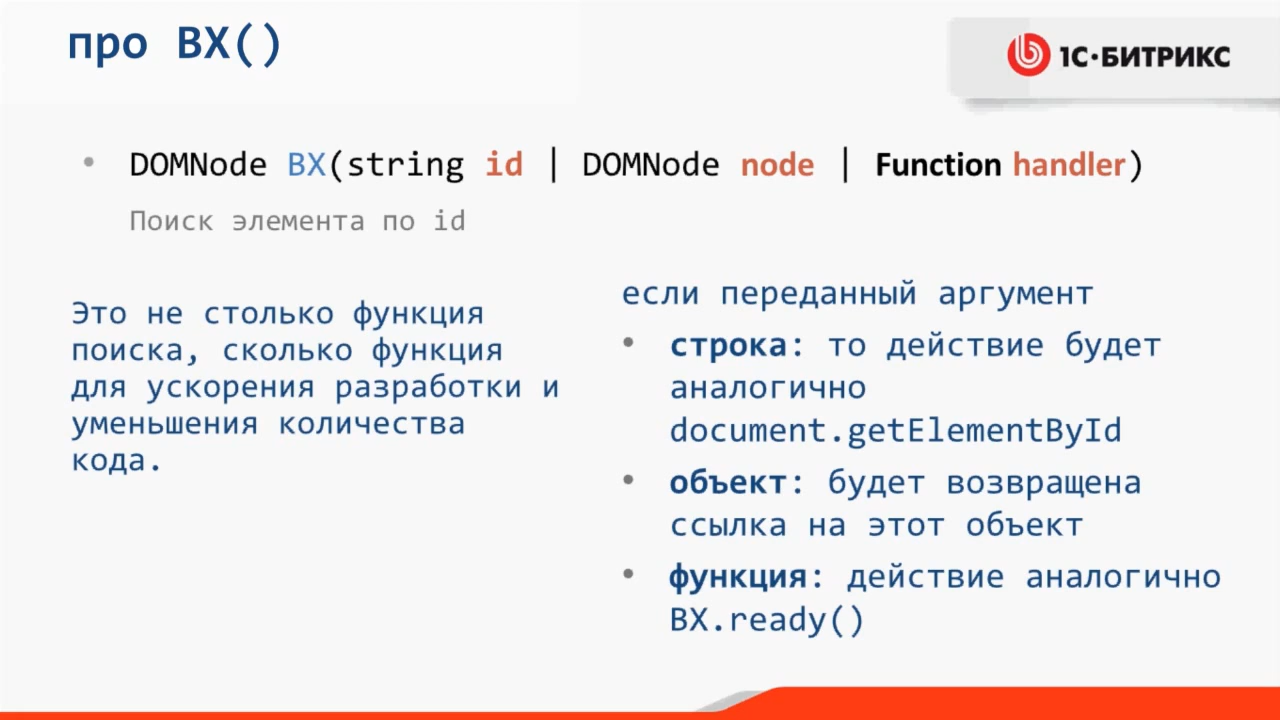 про BX()
1С·БИТРИКС
• DOMNode BX(string id | DOMNode node | Function handler)
Поиск элемента по id
Это не столько функция
поиска, сколько функция
для ускорения разработки и
уменьшения количества
кода.
если переданный аргумент
• строка: то действие будет
аналогично
document.getElementById
• объект: будет возвращена
ссылка на этот объект
• функция: действие аналогично
BX.ready()